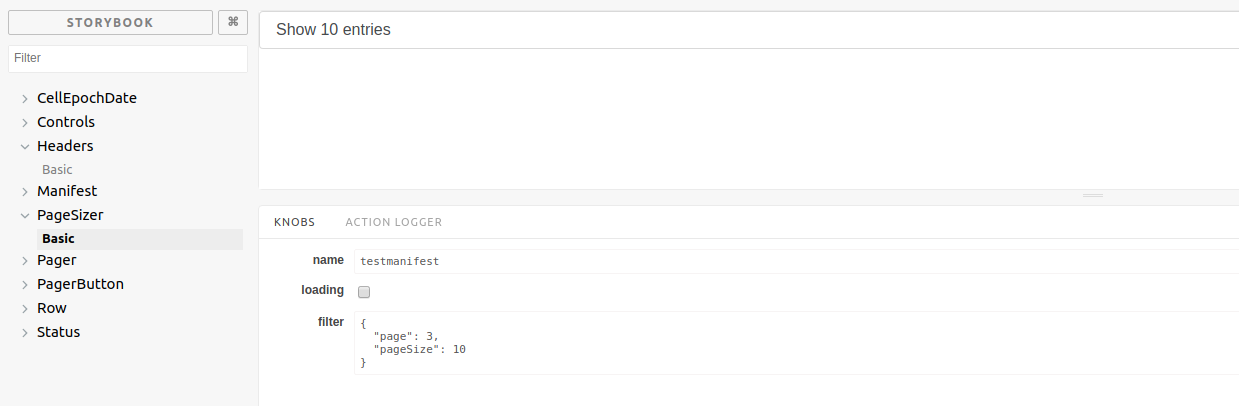 STORYBOOK ⌘
Filter
CellEpochDate
Controls
Headers
Basic
Manifest
PageSizer
Basic
Pager
PagerButton
Row
Status
Show 10 entries
KNOBS ACTION LOGGER
name testmanifest
loading
filter {
"page": 3,
"pageSize": 10
}